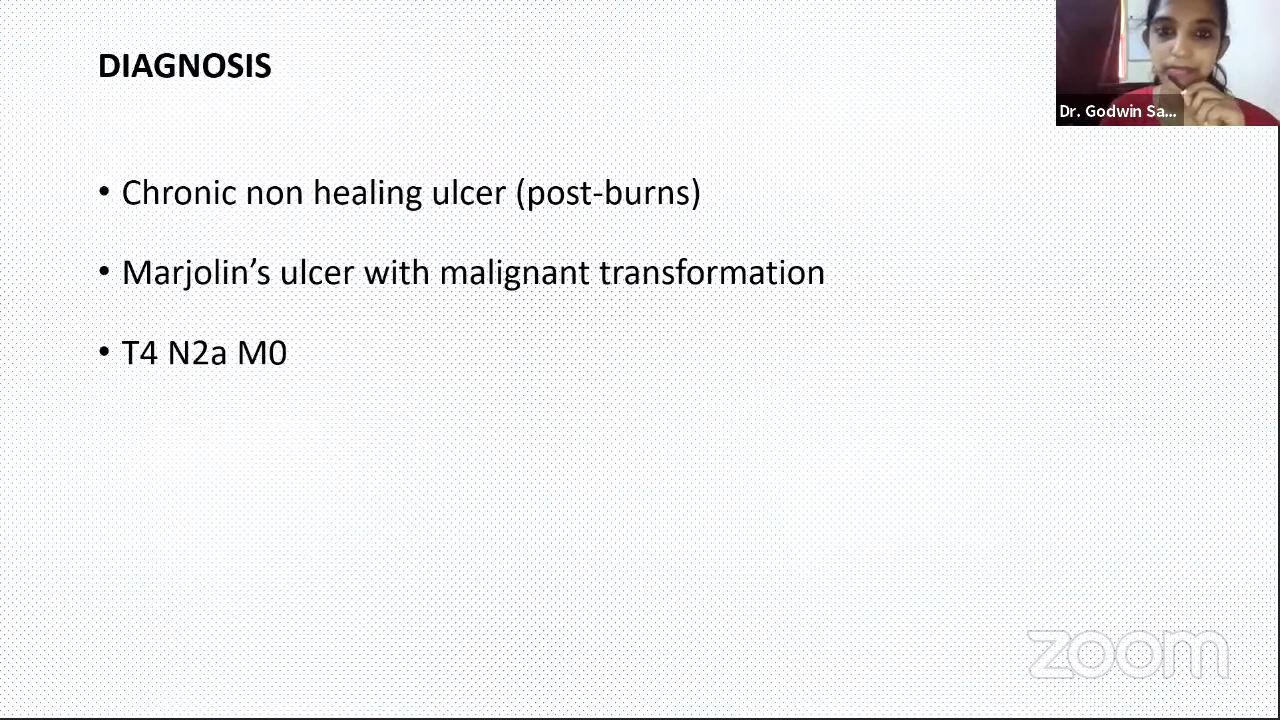 DIAGNOSIS
Dr. Godwin Sa...
• Chronic non healing ulcer (post-burns)
• Marjolin’s ulcer with malignant transformation
• T4 N2a M0
zoom